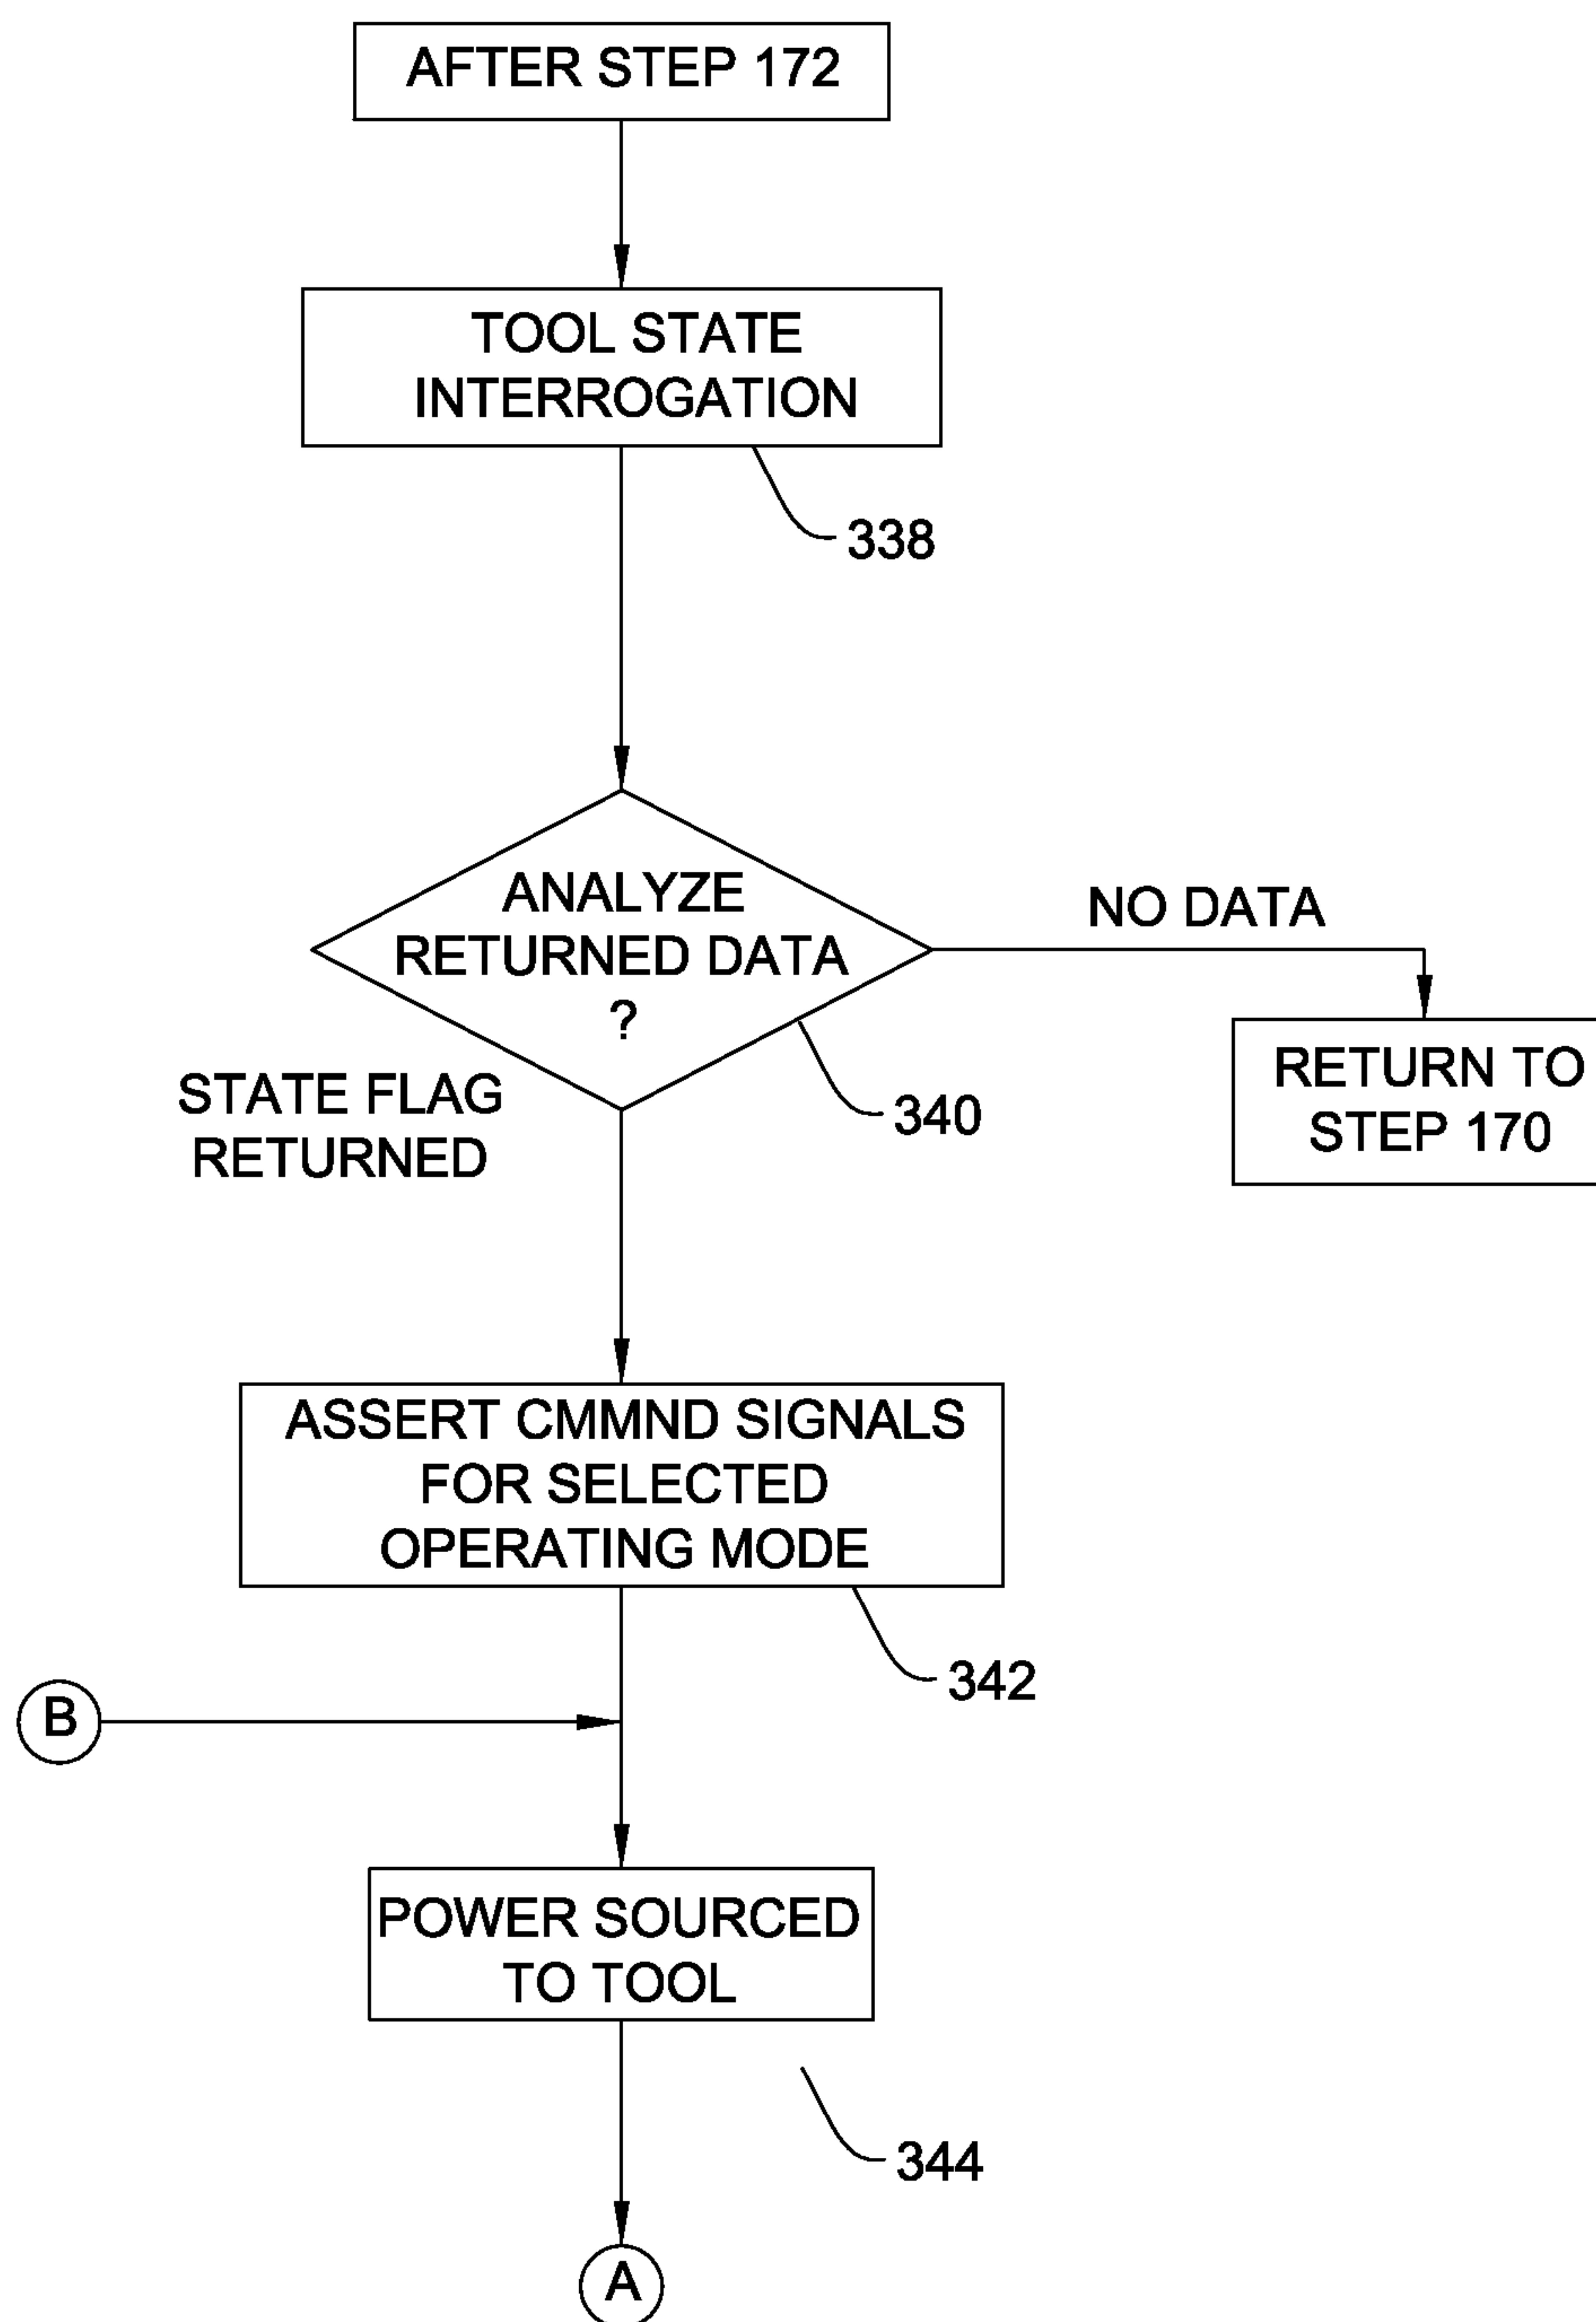 AFTER STEP 172
TOOL STATE
INTERROGATION
338
ANALYZE
RETURNED DATA
?
NO DATA
RETURN TO
STEP 170
STATE FLAG
RETURNED
340
ASSERT CMMND SIGNALS
FOR SELECTED
OPERATING MODE
342
B
POWER SOURCED
TO TOOL
344
A